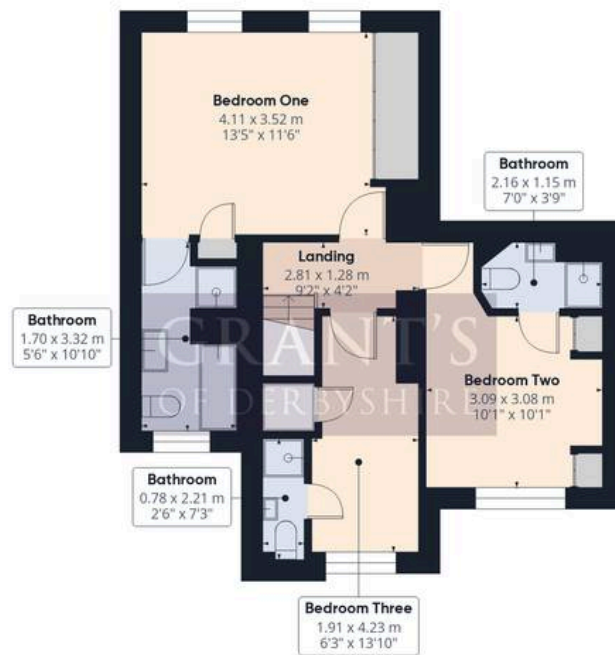 Bedroom One
4.11 x 3.52 m
13'5" x 11'6"
Bathroom
2.16 x 1.15 m
7'0" x 3'9"
Landing
2.81 x 1.28 m
9'2" x 4'2"
Bathroom
1.70 x 3.32 m
5'6" x 10'10"
GRANT'S
OF DERBYSHIRE
Bedroom Two
3.09 x 3.08 m
10'1" x 10'1"
Bathroom
0.78 x 2.21 m
2'6" x 7'3"
Bedroom Three
1.91 x 4.23 m
6'3" x 13'10"